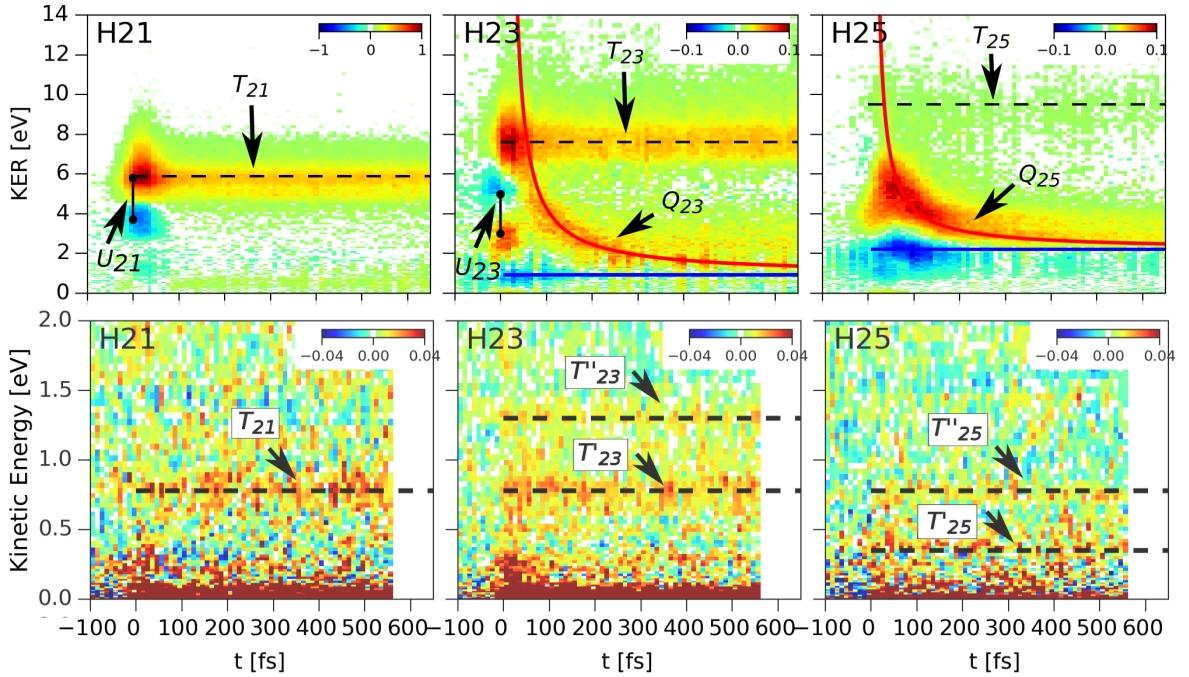 H21
−1 0 1
T21
U21
KER [eV]
14
12
10
8
6
4
2
0
H23
−0.1 0 0.1
T23
Q23
U23
H25
−0.1 0 0.1
T25
Q25
Kinetic Energy [eV]
2.0
1.5
1.0
0.5
0.0
H21
−0.04 0.00 0.04
T21
H23
−0.04 0.00 0.04
T''23
T'23
H25
−0.04 0.00 0.04
T''25
T'25
−100 0 100 200 300 400 500 600
−100 0 100 200 300 400 500 600
−100 0 100 200 300 400 500 600
t [fs]
t [fs]
t [fs]